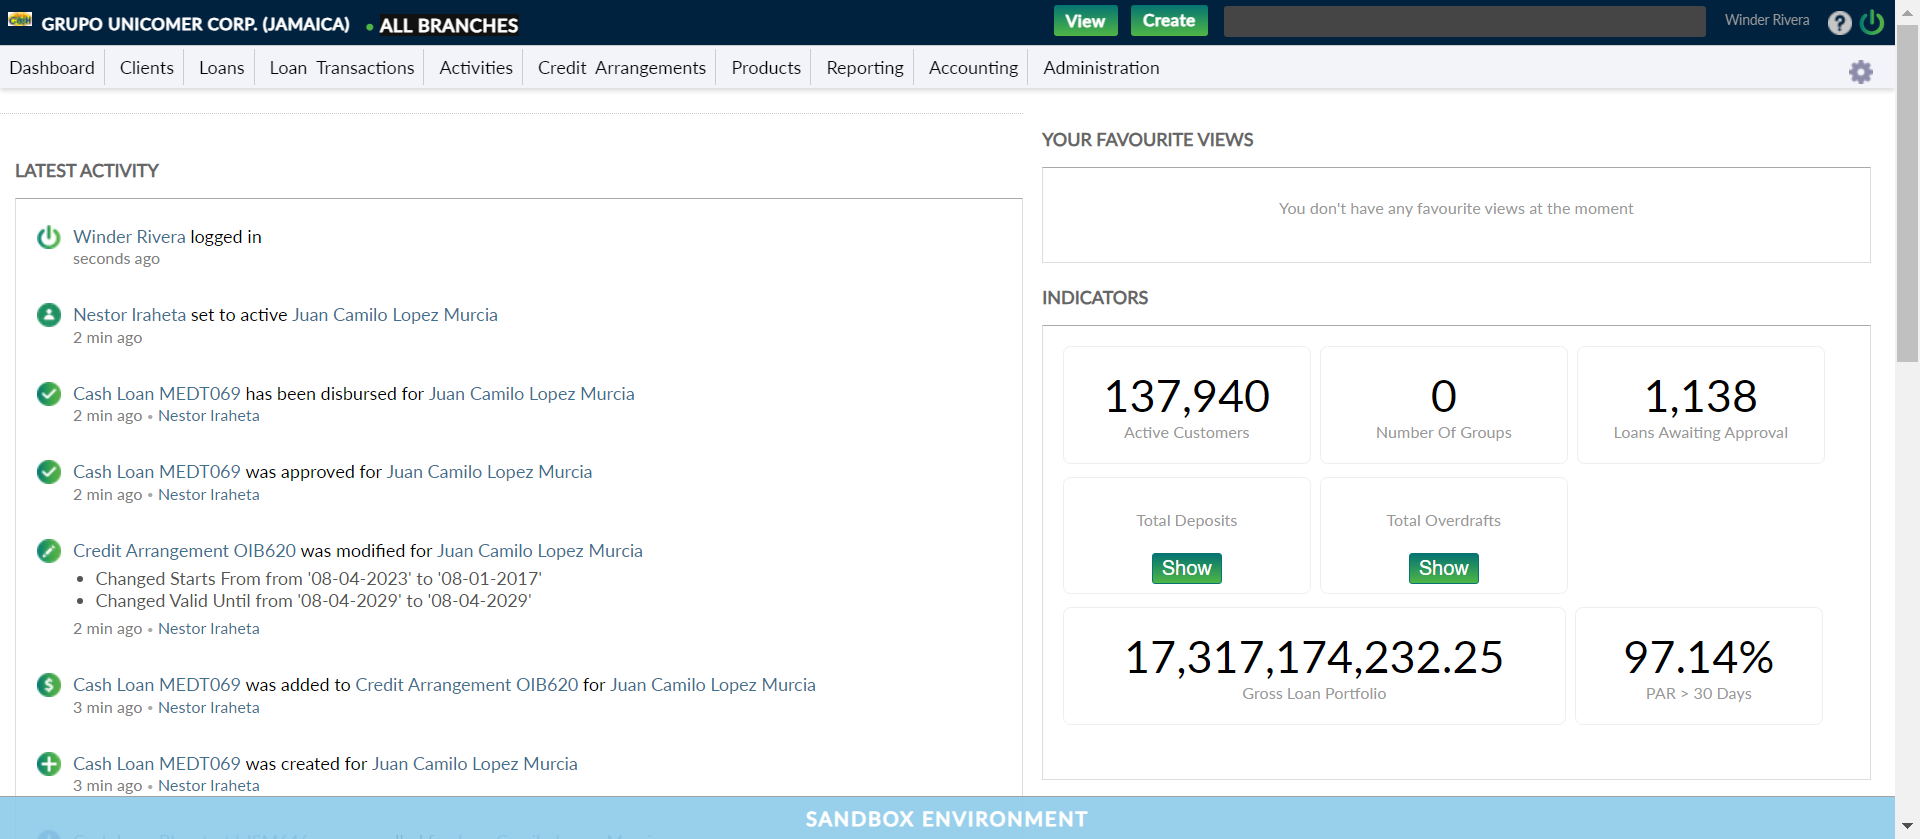 Cash
GRUPO UNICOMER CORP. (JAMAICA) • ALL BRANCHES
View
Create
Winder Rivera
?
Dashboard
Clients
Loans
Loan Transactions
Activities
Credit Arrangements
Products
Reporting
Accounting
Administration
LATEST ACTIVITY
Winder Rivera logged in
seconds ago
Nestor Iraheta set to active Juan Camilo Lopez Murcia
2 min ago
Cash Loan MEDT069 has been disbursed for Juan Camilo Lopez Murcia
2 min ago • Nestor Iraheta
Cash Loan MEDT069 was approved for Juan Camilo Lopez Murcia
2 min ago • Nestor Iraheta
Credit Arrangement OIB620 was modified for Juan Camilo Lopez Murcia
• Changed Starts From from '08-04-2023' to '08-01-2017'
• Changed Valid Until from '08-04-2029' to '08-04-2029'
2 min ago • Nestor Iraheta
$
Cash Loan MEDT069 was added to Credit Arrangement OIB620 for Juan Camilo Lopez Murcia
3 min ago • Nestor Iraheta
Cash Loan MEDT069 was created for Juan Camilo Lopez Murcia
3 min ago • Nestor Iraheta
YOUR FAVOURITE VIEWS
You don't have any favourite views at the moment
INDICATORS
137,940
Active Customers
0
Number Of Groups
1,138
Loans Awaiting Approval
Total Deposits
Show
Total Overdrafts
Show
17,317,174,232.25
Gross Loan Portfolio
97.14%
PAR > 30 Days
SANDBOX ENVIRONMENT